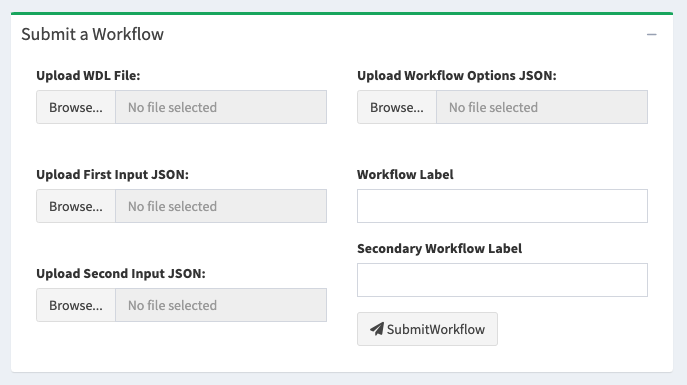 Submit a Workflow
Upload WDL File:
Browse... No file selected
Upload First Input JSON:
Browse... No file selected
Upload Second Input JSON:
Browse... No file selected
Upload Workflow Options JSON:
Browse... No file selected
Workflow Label
Secondary Workflow Label
SubmitWorkflow